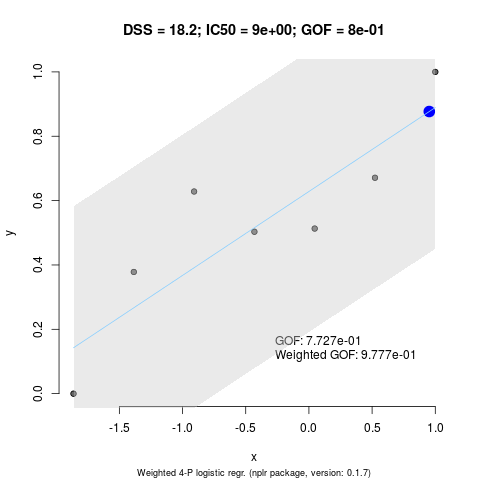 DSS = 18.2; IC50 = 9e+00; GOF = 8e-01
1.0
0.8
0.6
0.4
0.2
0.0
y
GOF: 7.727e-01
Weighted GOF: 9.777e-01
-1.5 -1.0 -0.5 0.0 0.5 1.0
x
Weighted 4-P logistic regr. (nplr package, version: 0.1.7)